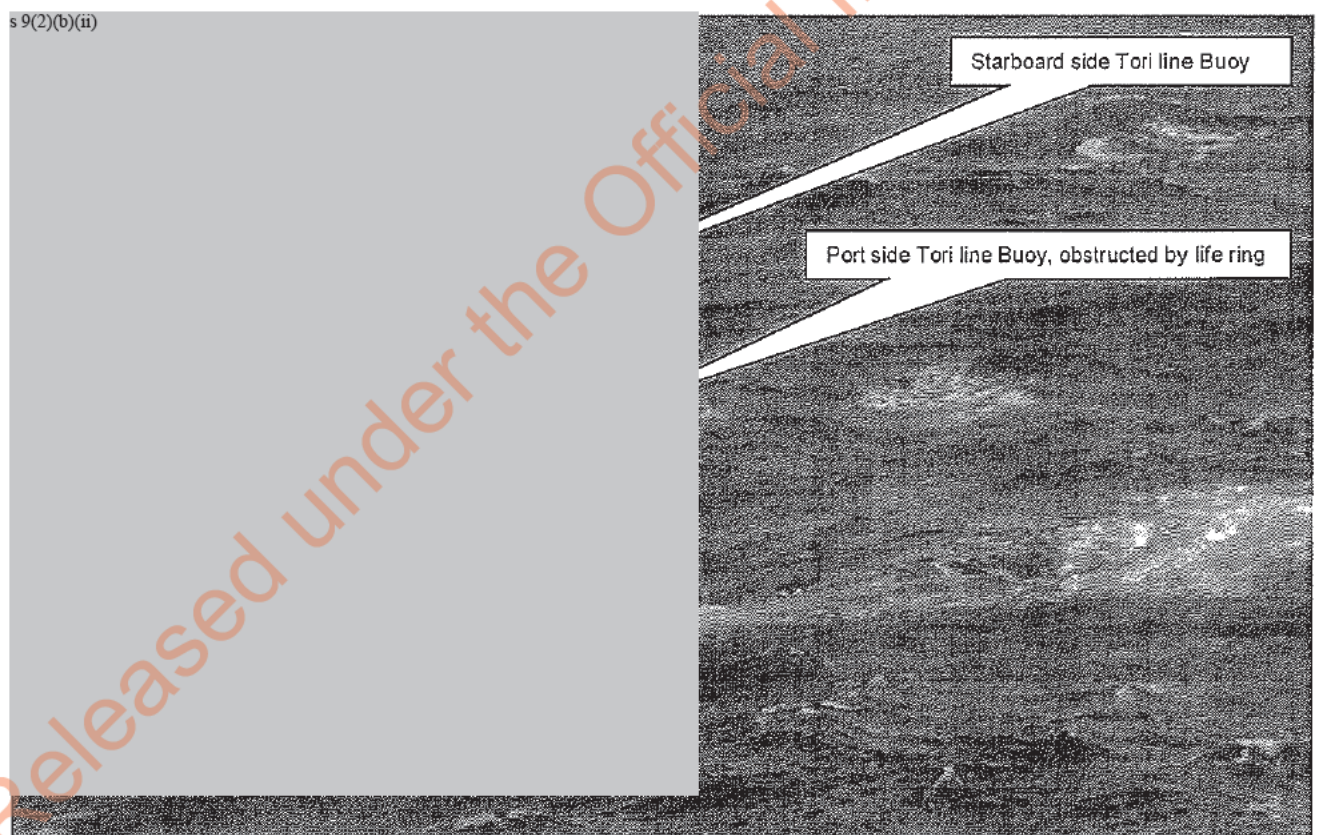 s 9(2)(b)(ii)
Starboard side Tori line Buoy
Port side Tori line Buoy, obstructed by life ring
Released under the Official